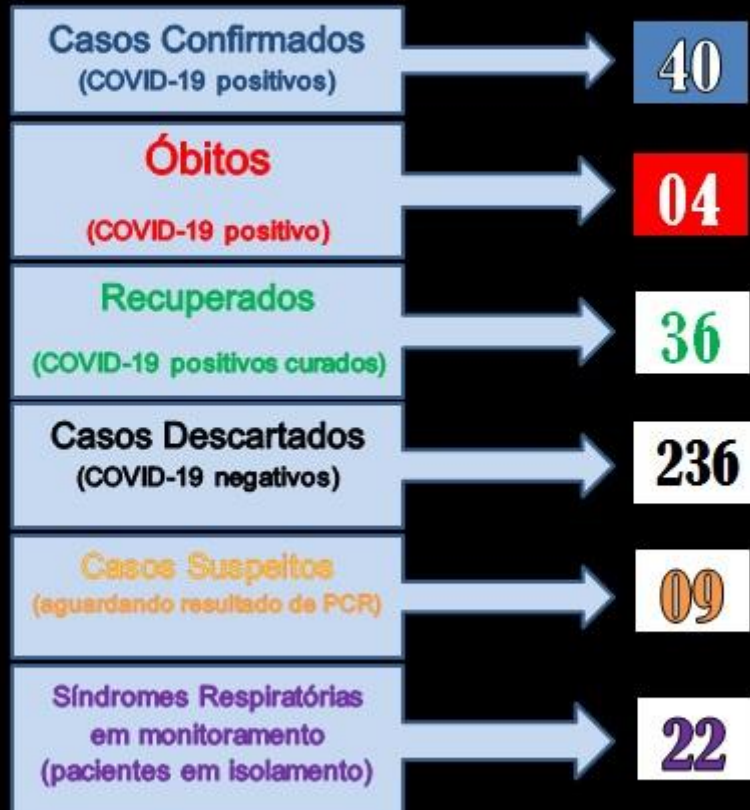 Casos Confirmados
(COVID-19 positivos)
40
Óbitos
(COVID-19 positivo)
04
Recuperados
(COVID-19 positivos curados)
36
Casos Descartados
(COVID-19 negativos)
236
Casos Suspeitos
(aguardando resultado de PCR)
09
Síndromes Respiratórias
em monitoramento
(pacientes em isolamento)
22